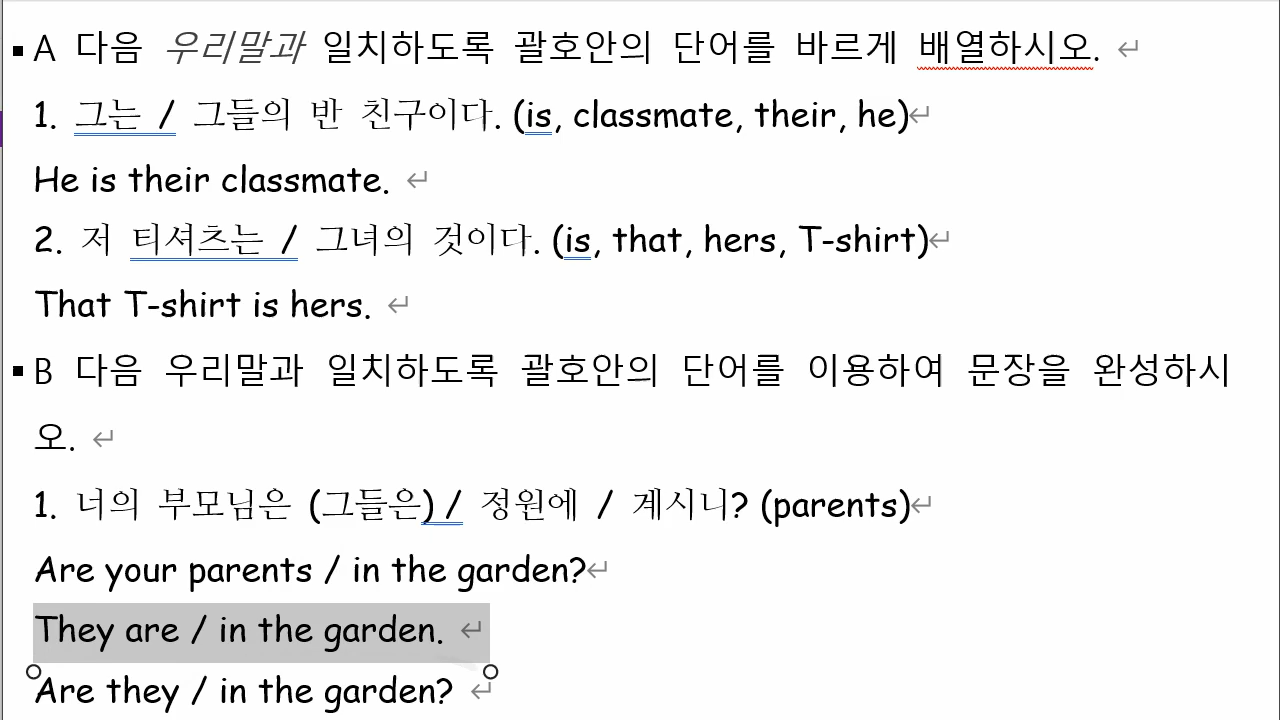 ▪ A 다음 우리말과 일치하도록 괄호안의 단어를 바르게 배열하시오. ↵
1. 그는 / 그들의 반 친구이다. (is, classmate, their, he)↵
He is their classmate. ↵
2. 저 티셔츠는 / 그녀의 것이다. (is, that, hers, T-shirt)↵
That T-shirt is hers. ↵
▪ B 다음 우리말과 일치하도록 괄호안의 단어를 이용하여 문장을 완성하시
오. ↵
1. 너의 부모님은 (그들은) / 정원에 / 계시니? (parents)↵
Are your parents / in the garden?↵
They are / in the garden. ↵
Are they / in the garden? ↵